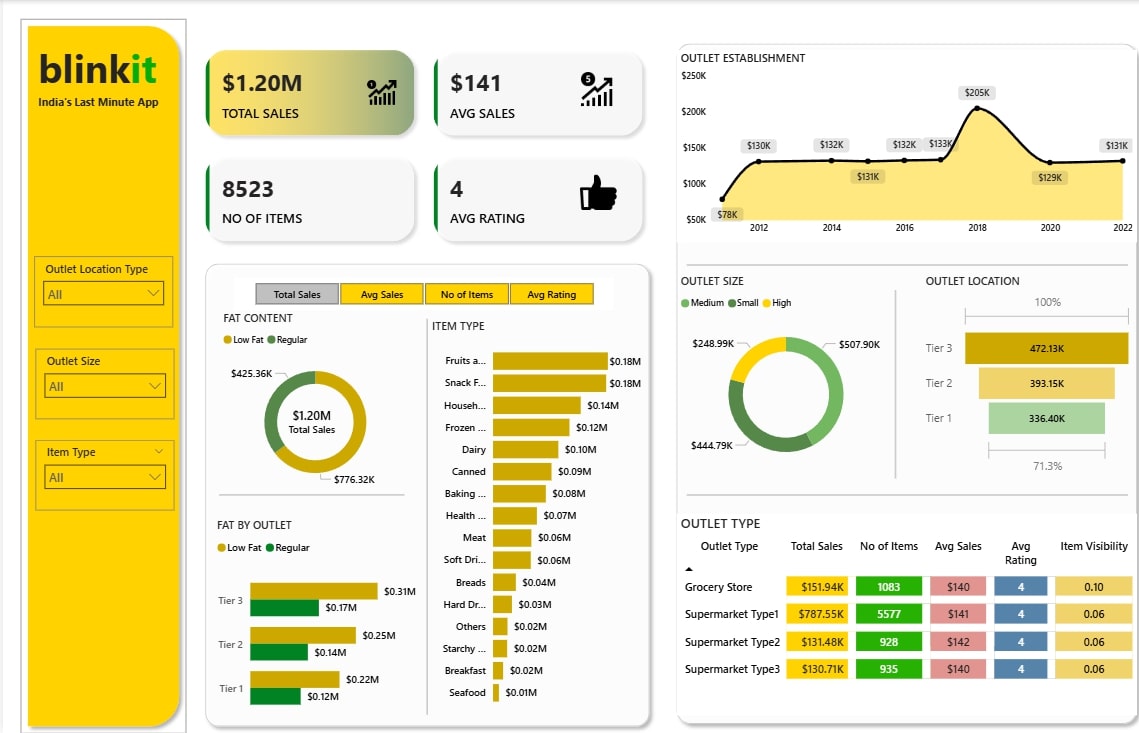 blinkit
India's Last Minute App
Outlet Location Type
All
Outlet Size
All
Item Type
All
$1.20M
TOTAL SALES
$141
AVG SALES
8523
NO OF ITEMS
4
AVG RATING
Total Sales Avg Sales No of Items Avg Rating
FAT CONTENT
Low Fat Regular
$425.36K
$1.20M
Total Sales
$776.32K
FAT BY OUTLET
Low Fat Regular
Tier 3 $0.31M
$0.17M
Tier 2 $0.25M
$0.14M
Tier 1 $0.22M
$0.12M
ITEM TYPE
Fruits a... $0.18M
Snack F... $0.18M
Househ... $0.14M
Frozen ... $0.12M
Dairy $0.10M
Canned $0.09M
Baking ... $0.08M
Health ... $0.07M
Meat $0.06M
Soft Dri... $0.06M
Breads $0.04M
Hard Dr... $0.03M
Others $0.02M
Starchy ... $0.02M
Breakfast $0.02M
Seafood $0.01M
OUTLET ESTABLISHMENT
$250K
$200K
$150K
$100K
$50K
$78K
$130K
$132K
$131K
$132K
$133K
$205K
$129K
$131K
2012 2014 2016 2018 2020 2022
OUTLET SIZE
Medium Small High
$248.99K
$507.90K
$444.79K
OUTLET LOCATION
100%
Tier 3 472.13K
Tier 2 393.15K
Tier 1 336.40K
71.3%
OUTLET TYPE
Outlet Type Total Sales No of Items Avg Sales Avg Rating Item Visibility
Grocery Store $151.94K 1083 $140 4 0.10
Supermarket Type1 $787.55K 5577 $141 4 0.06
Supermarket Type2 $131.48K 928 $142 4 0.06
Supermarket Type3 $130.71K 935 $140 4 0.06